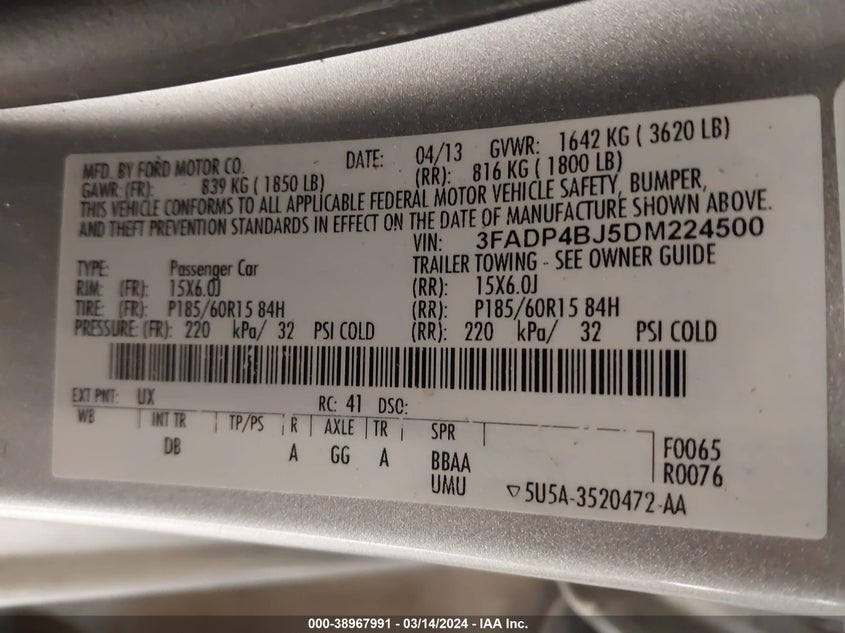 MFD. BY FORD MOTOR CO. DATE: 04/13 GVWR: 1642 KG ( 3620 LB)
GAWR: (FR): 839 KG ( 1850 LB) (RR): 816 KG ( 1800 LB)
THIS VEHICLE CONFORMS TO ALL APPLICABLE FEDERAL MOTOR VEHICLE SAFETY, BUMPER,
AND THEFT PREVENTION STANDARDS IN EFFECT ON THE DATE OF MANUFACTURE SHOWN ABOVE.
VIN: 3FADP4BJ5DM224500
TYPE: Passenger Car TRAILER TOWING - SEE OWNER GUIDE
RIM: (FR): 15X6.0J (RR): 15X6.0J
TIRE: (FR): P185/60R15 84H (RR): P185/60R15 84H
PRESSURE: (FR): 220 kPa/ 32 PSI COLD (RR): 220 kPa/ 32 PSI COLD
EXT PNT: UX RC: 41 DSO:
WB INT TR TP/PS R AXLE TR SPR F0065
DB A GG A BBAA R0076
UMU ▽5U5A-3520472-AA
000-38967991 - 03/14/2024 - IAA Inc.